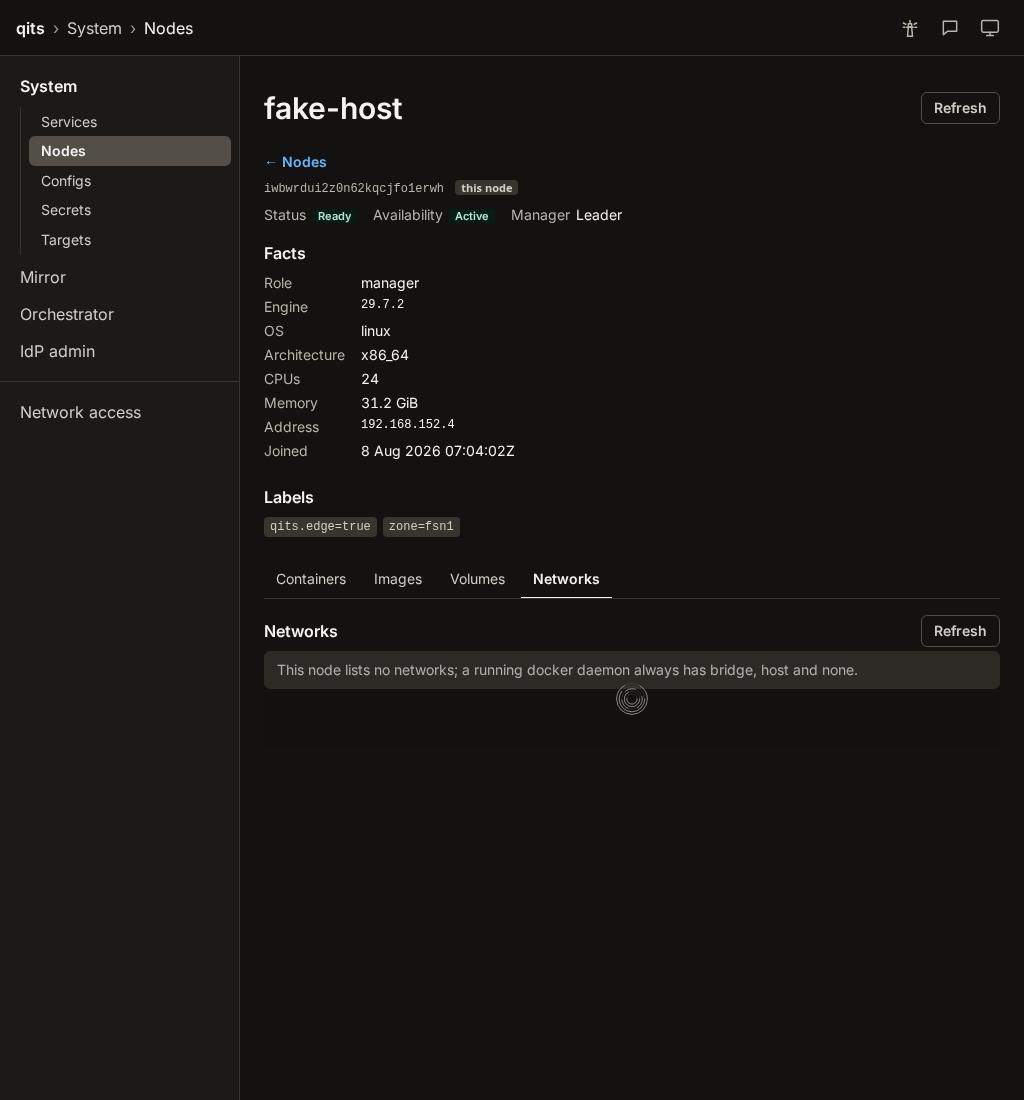 qits › System › Nodes
System
Services
Nodes
Configs
Secrets
Targets
Mirror
Orchestrator
IdP admin
Network access
fake-host
Refresh
← Nodes
iwbwrdui2z0n62kqcjfo1erwh this node
Status Ready Availability Active Manager Leader
Facts
Role manager
Engine 29.7.2
OS linux
Architecture x86_64
CPUs 24
Memory 31.2 GiB
Address 192.168.152.4
Joined 8 Aug 2026 07:04:02Z
Labels
qits.edge=true zone=fsn1
Containers Images Volumes Networks
Networks Refresh
This node lists no networks; a running docker daemon always has bridge, host and none.